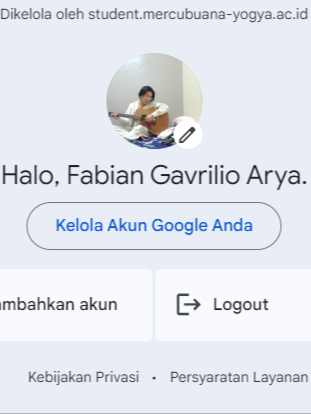 Dikelola oleh student.mercubuana-yogya.ac.id
Halo, Fabian Gavrilio Arya.
Kelola Akun Google Anda
ambahkan akun
Logout
Kebijakan Privasi • Persyaratan Layanan